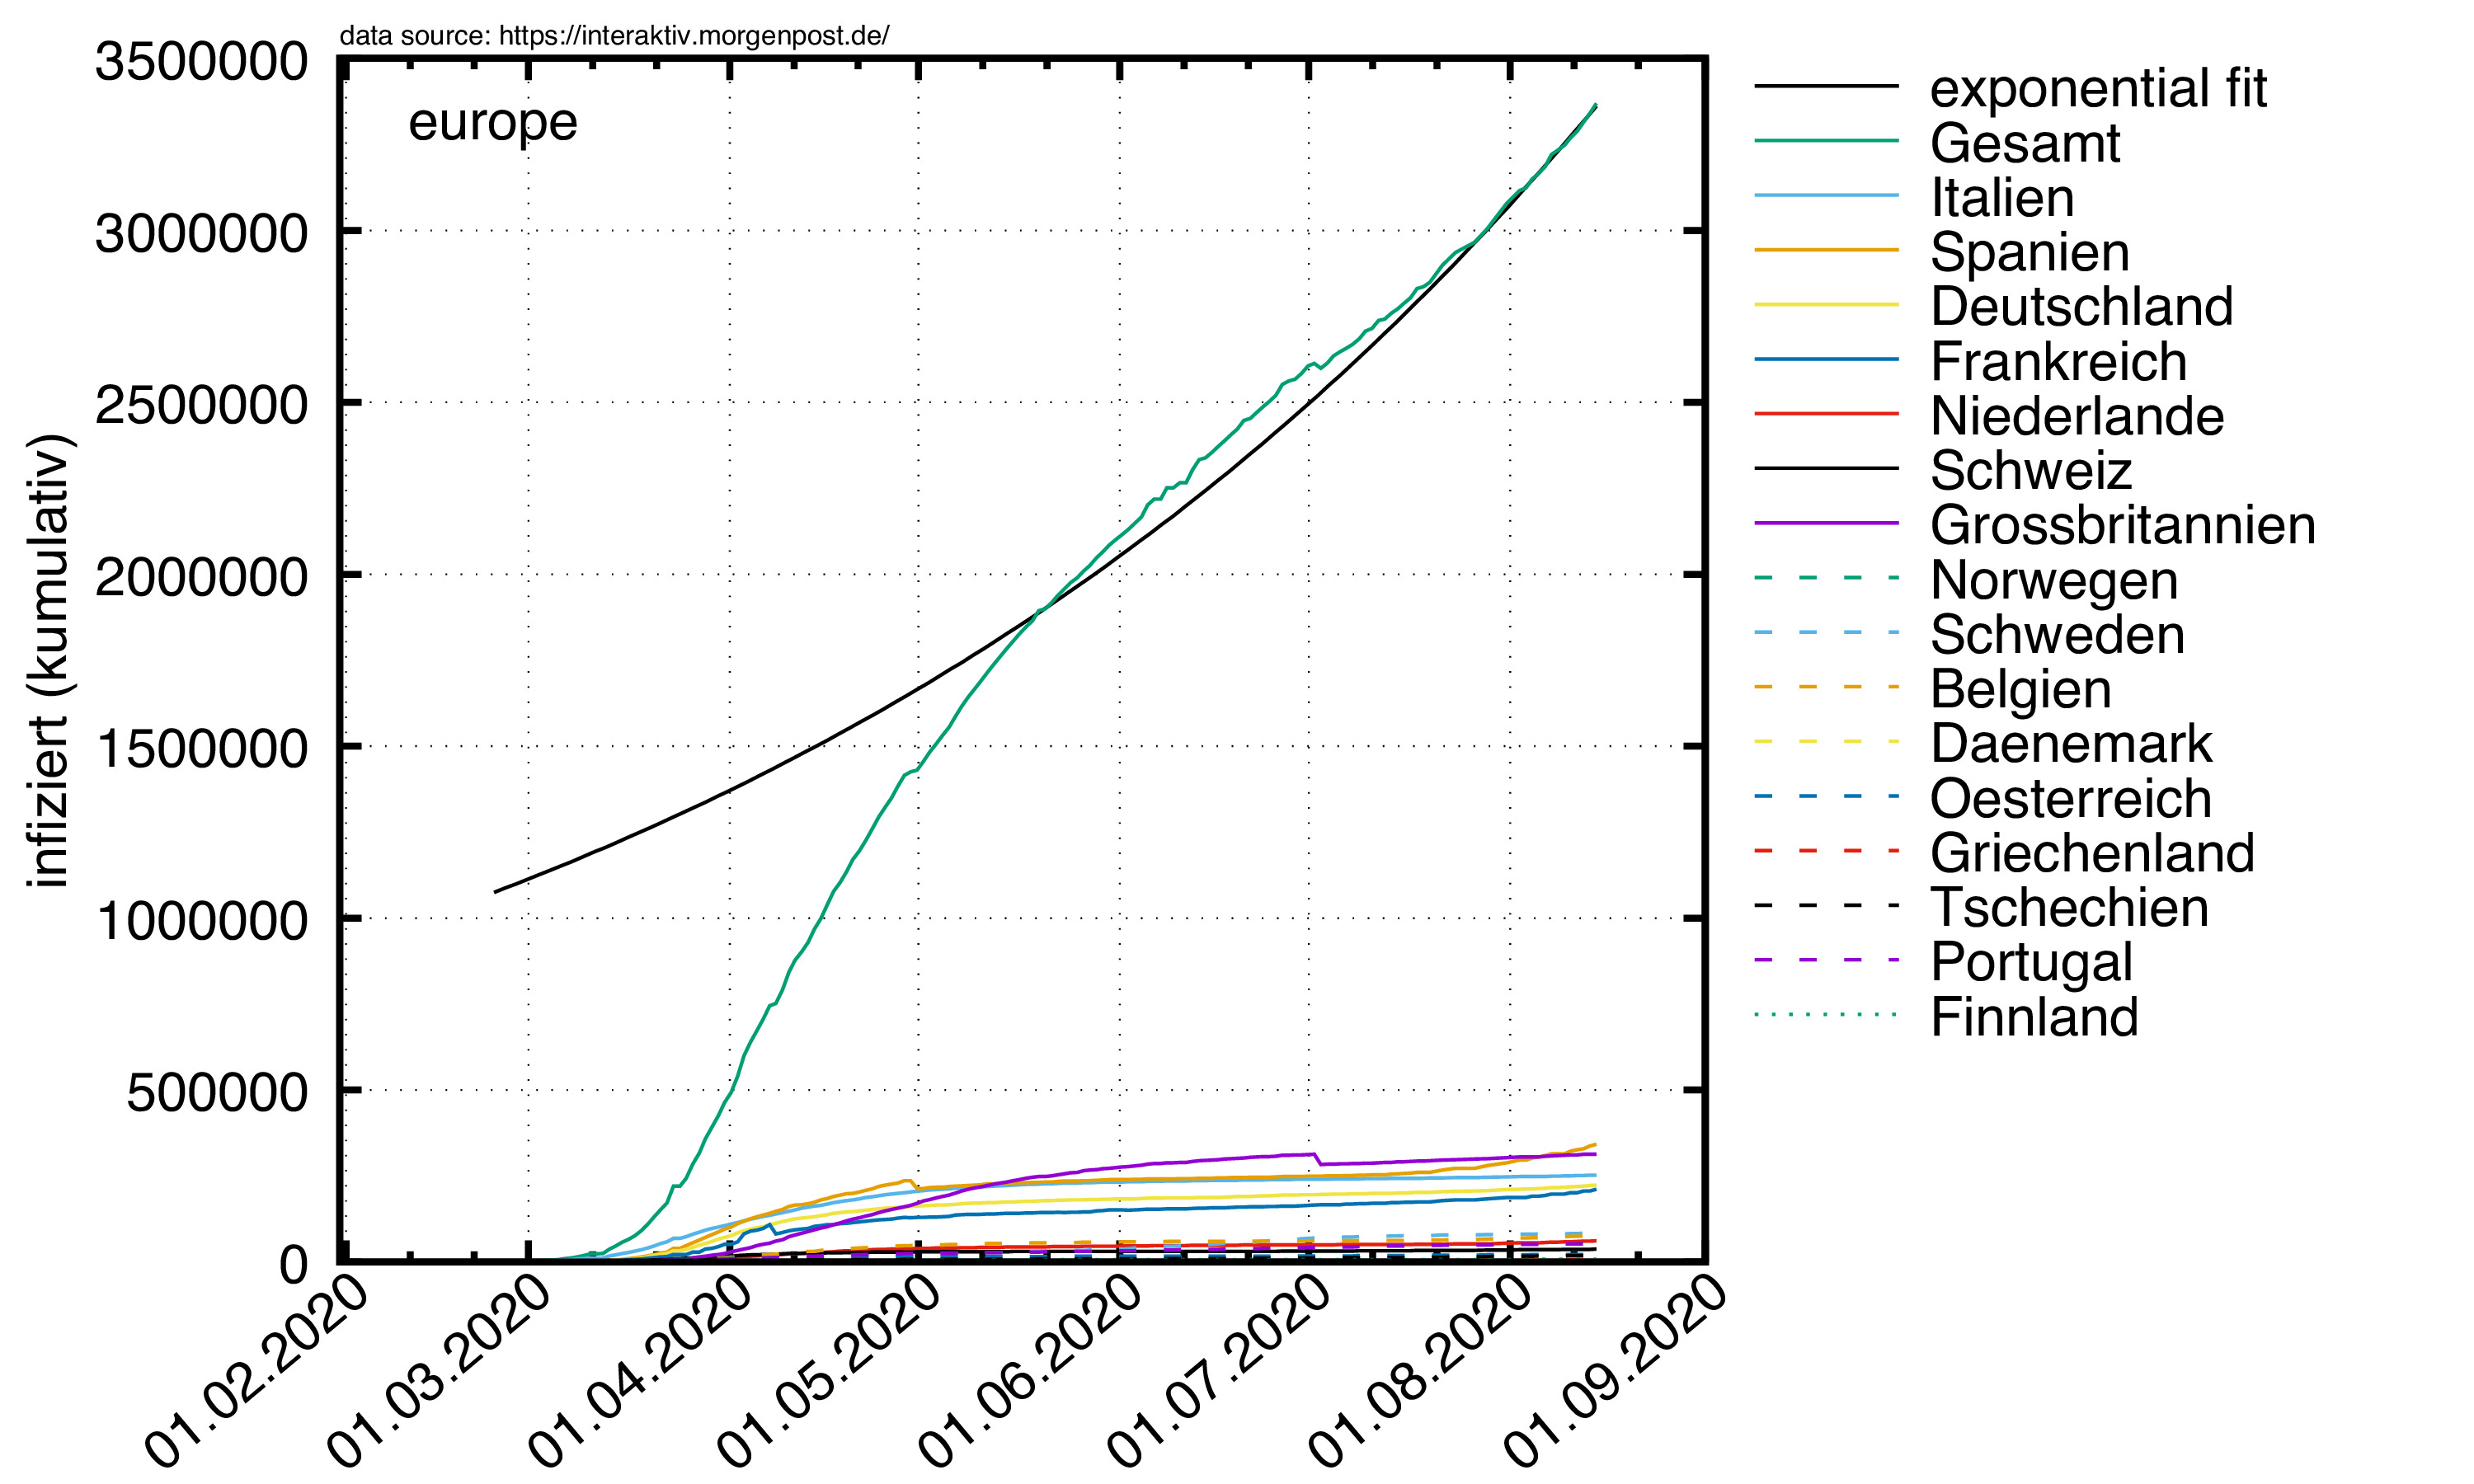 data source: https://interaktiv.morgenpost.de/
europe
infiziert (kumulativ)
3500000
3000000
2500000
2000000
1500000
1000000
500000
0
01.02.2020
01.03.2020
01.04.2020
01.05.2020
01.06.2020
01.07.2020
01.08.2020
01.09.2020
exponential fit
Gesamt
Italien
Spanien
Deutschland
Frankreich
Niederlande
Schweiz
Grossbritannien
Norwegen
Schweden
Belgien
Daenemark
Oesterreich
Griechenland
Tschechien
Portugal
Finnland